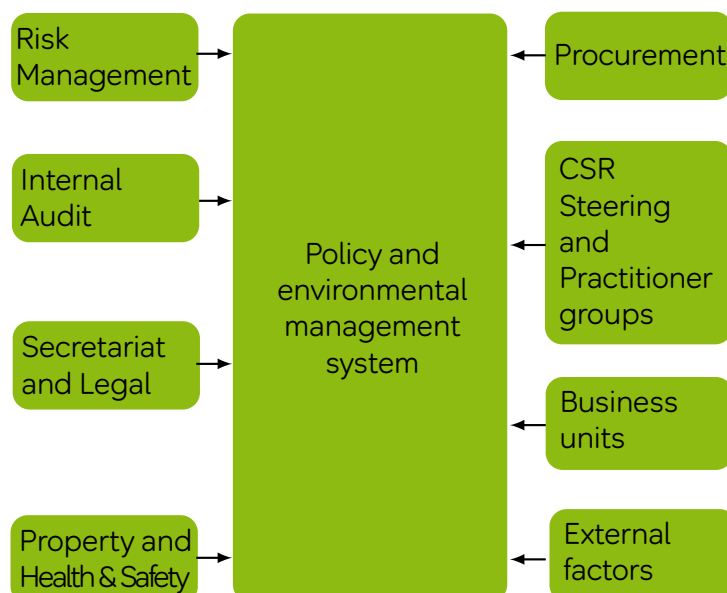 Risk
Management
Internal
Audit
Secretariat
and Legal
Property and
Health & Safety
Policy and
environmental
management
system
Procurement
CSR
Steering
and
Practitioner
groups
Business
units
External
factors